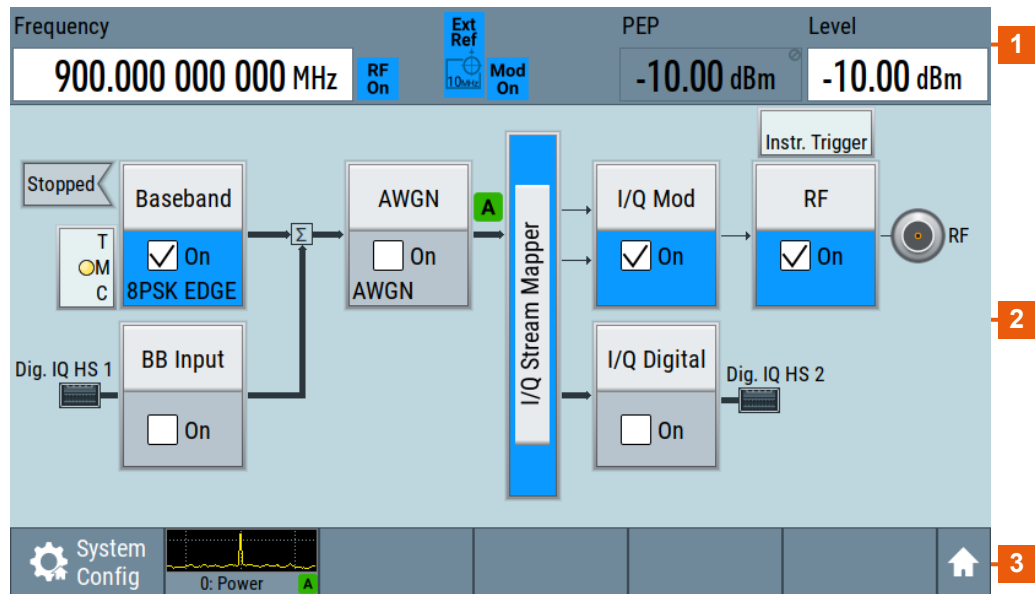 Frequency
Ext
Ref
PEP
Level
1
900.000 000 000 MHz
RF
On
10MHz
Mod
On
-10.00 dBm
-10.00 dBm
Instr. Trigger
Stopped
Baseband
AWGN
A
I/Q Mod
RF
T
M
C
On
8PSK EDGE
Σ
On
AWGN
I/Q Stream Mapper
On
On
RF
2
Dig. IQ HS 1
BB Input
I/Q Digital
Dig. IQ HS 2
On
On
System
Config
0: Power
A
3